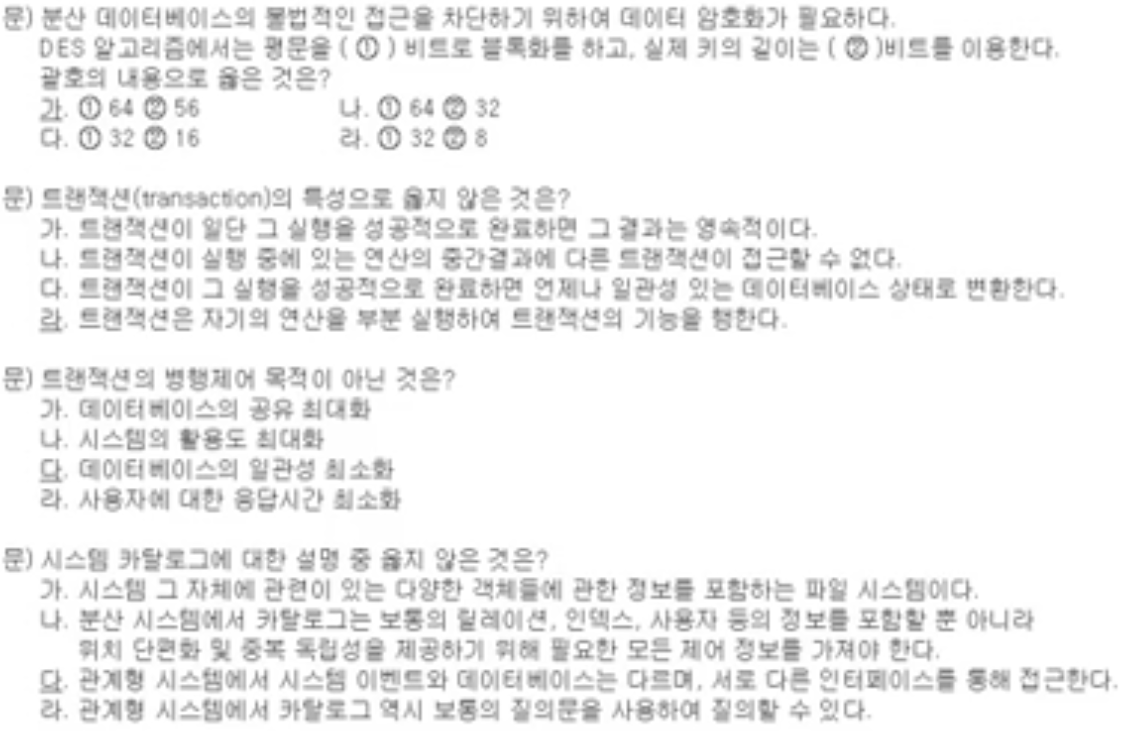 문) 분산 데이터베이스의 불법적인 접근을 차단하기 위하여 데이터 암호화가 필요하다.
DES 알고리즘에서는 평문을 ( ① ) 비트로 블록화를 하고, 실제 키의 길이는 ( ② )비트를 이용한다.
괄호의 내용으로 옳은 것은?
가. ① 64 ② 56 나. ① 64 ② 32
다. ① 32 ② 16 라. ① 32 ② 8
문) 트랜잭션(transaction)의 특성으로 옳지 않은 것은?
가. 트랜잭션이 일단 그 실행을 성공적으로 완료하면 그 결과는 영속적이다.
나. 트랜잭션이 실행 중에 있는 연산의 중간결과에 다른 트랜잭션이 접근할 수 없다.
다. 트랜잭션이 그 실행을 성공적으로 완료하면 언제나 일관성 있는 데이터베이스 상태로 변환한다.
라. 트랜잭션은 자기의 연산을 부분 실행하여 트랜잭션의 기능을 행한다.
문) 트랜잭션의 병행제어 목적이 아닌 것은?
가. 데이터베이스의 공유 최대화
나. 시스템의 활용도 최대화
다. 데이터베이스의 일관성 최소화
라. 사용자에 대한 응답시간 최소화
문) 시스템 카탈로그에 대한 설명 중 옳지 않은 것은?
가. 시스템 그 자체에 관련이 있는 다양한 객체들에 관한 정보를 포함하는 파일 시스템이다.
나. 분산 시스템에서 카탈로그는 보통의 릴레이션, 인덱스, 사용자 등의 정보를 포함할 뿐 아니라
위치 단편화 및 중복 독립성을 제공하기 위해 필요한 모든 제어 정보를 가져야 한다.
다. 관계형 시스템에서 시스템 이벤트와 데이터베이스는 다르며, 서로 다른 인터페이스를 통해 접근한다.
라. 관계형 시스템에서 카탈로그 역시 보통의 질의문을 사용하여 질의할 수 있다.